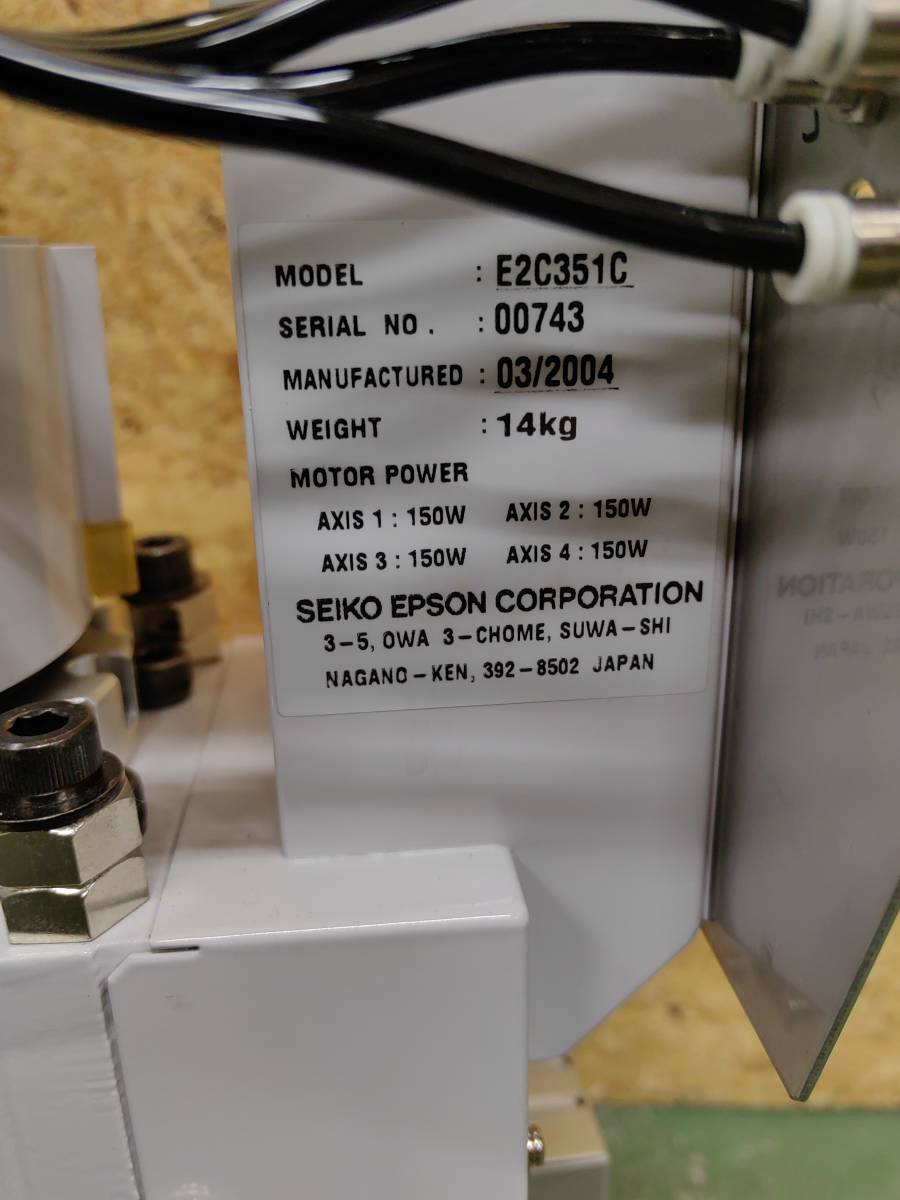 MODEL : E2C351C
SERIAL NO. : 00743
MANUFACTURED : 03/2004
WEIGHT : 14kg
MOTOR POWER
AXIS 1 : 150W AXIS 2 : 150W
AXIS 3 : 150W AXIS 4 : 150W
SEIKO EPSON CORPORATION
3-5, OWA 3-CHOME, SUWA-SHI
NAGANO-KEN, 392-8502 JAPAN